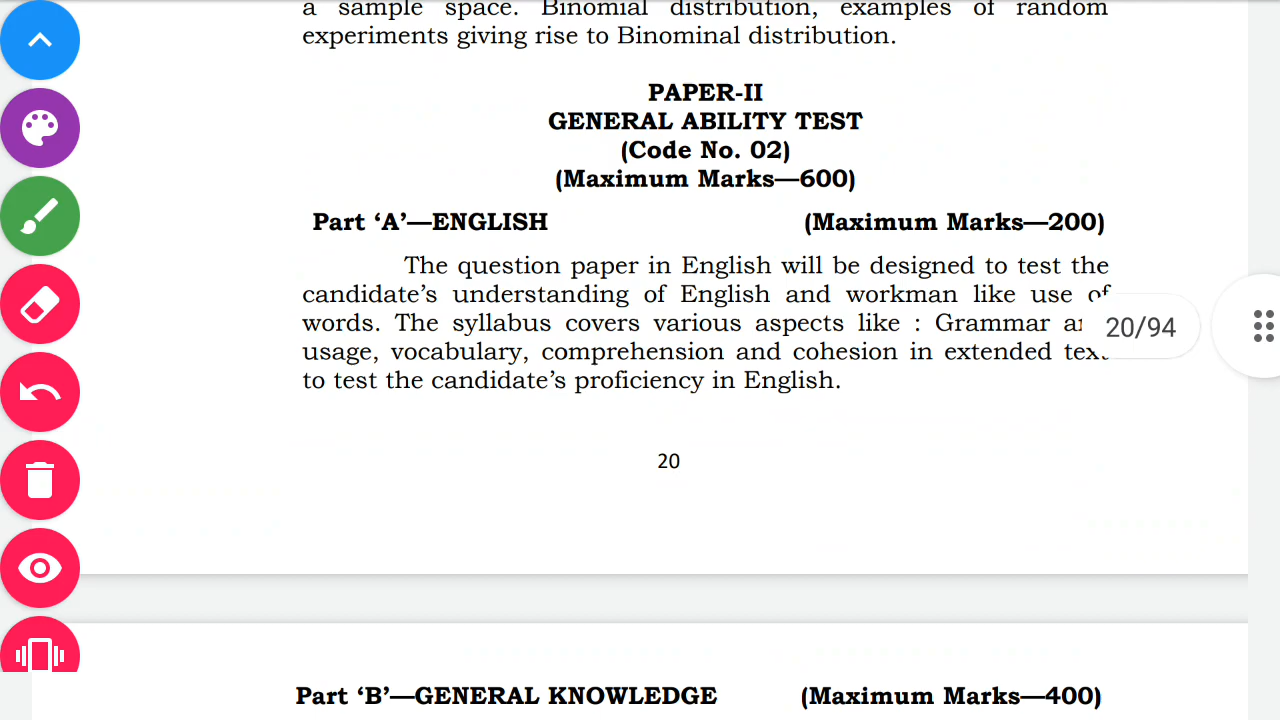 a sample space. Binomial distribution, examples of random
experiments giving rise to Binominal distribution.
PAPER-II
GENERAL ABILITY TEST
(Code No. 02)
(Maximum Marks—600)
Part ‘A’—ENGLISH (Maximum Marks—200)
The question paper in English will be designed to test the
candidate’s understanding of English and workman like use of
words. The syllabus covers various aspects like : Grammar
usage, vocabulary, comprehension and cohesion in extended text
to test the candidate’s proficiency in English.
20/94
20
Part ‘B’—GENERAL KNOWLEDGE (Maximum Marks—400)